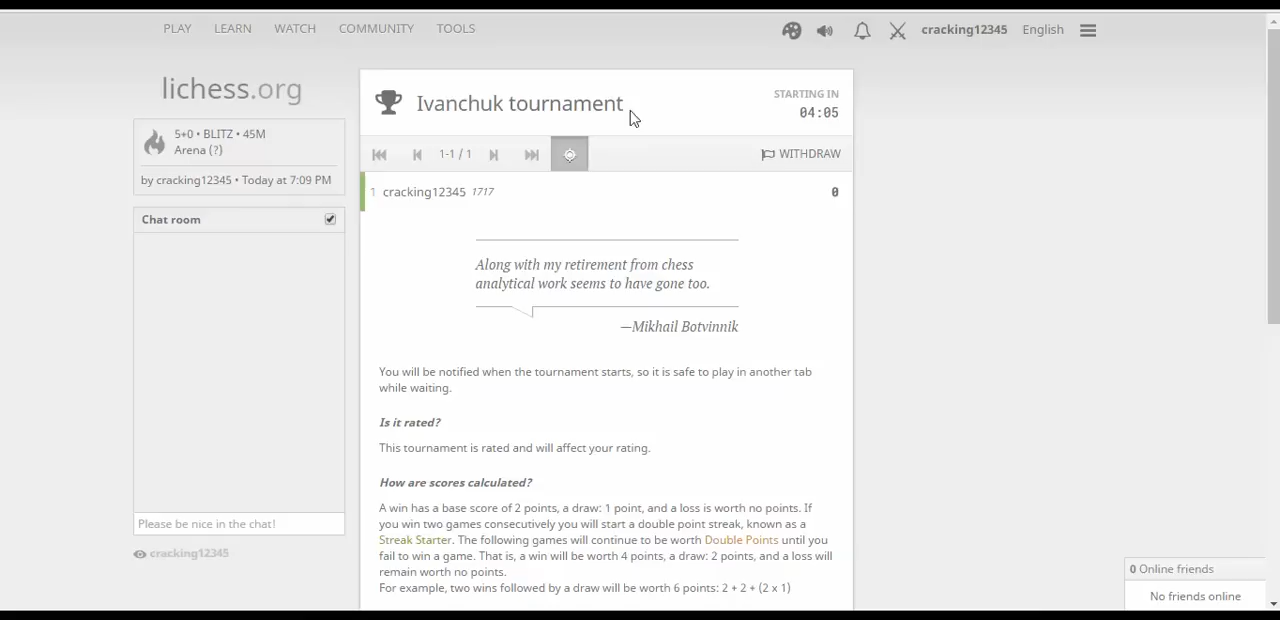 PLAY LEARN WATCH COMMUNITY TOOLS
cracking12345 English
lichess.org
5+0 • BLITZ • 45M
Arena (?)
by cracking12345 • Today at 7:09 PM
Chat room
Please be nice in the chat!
cracking12345
Ivanchuk tournament
STARTING IN
04:05
1-1 / 1
WITHDRAW
1 cracking12345 1717 0
Along with my retirement from chess
analytical work seems to have gone too.
—Mikhail Botvinnik
You will be notified when the tournament starts, so it is safe to play in another tab
while waiting.
Is it rated?
This tournament is rated and will affect your rating.
How are scores calculated?
A win has a base score of 2 points, a draw: 1 point, and a loss is worth no points. If
you win two games consecutively you will start a double point streak, known as a
Streak Starter. The following games will continue to be worth Double Points until you
fail to win a game. That is, a win will be worth 4 points, a draw: 2 points, and a loss will
remain worth no points.
For example, two wins followed by a draw will be worth 6 points: 2 + 2 + (2 x 1)
0 Online friends
No friends online